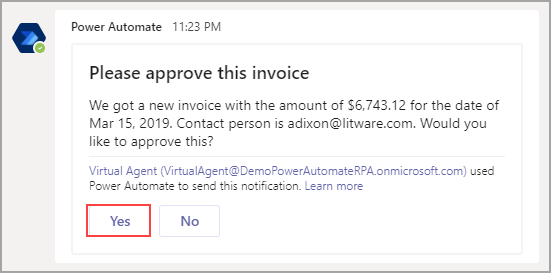 Power Automate 11:23 PM
Please approve this invoice
We got a new invoice with the amount of $6,743.12 for the date of
Mar 15, 2019. Contact person is adixon@litware.com. Would you
like to approve this?
Virtual Agent (VirtualAgent@DemoPowerAutomateRPA.onmicrosoft.com) used
Power Automate to send this notification. Learn more
Yes No